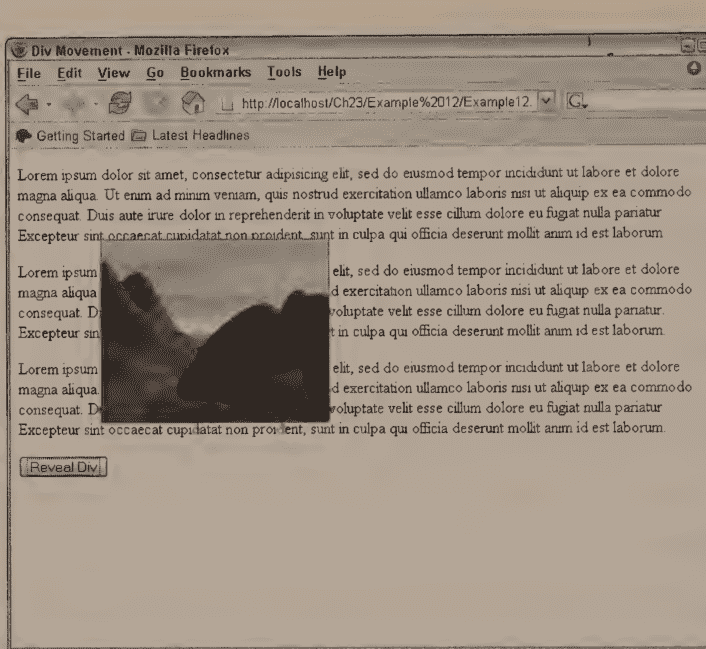 Div Movement - Mozilla Firefox
File Edit View Go Bookmarks Tools Help
http://localhost/Ch23/Example%2012/Example12.
G
Getting Started Latest Headlines
Lorem ipsum dolor sit amet, consectetur adipisicing elit, sed do eiusmod tempor incididunt ut labore et dolore
magna aliqua. Ut enim ad minim veniam, quis nostrud exercitation ullamco laboris nisi ut aliquip ex ea commodo
consequat. Duis aute irure dolor in reprehenderit in voluptate velit esse cillum dolore eu fugiat nulla pariatur
Excepteur sint occaecat cupidatat non proident, sunt in culpa qui officia deserunt mollit anim id est laborum
Lorem ipsum elit, sed do eiusmod tempor incididunt ut labore et dolore
magna aliqua d exercitation ullamco laboris nisi ut aliquip ex ea commodo
consequat. D voluptate velit esse cillum dolore eu fugiat nulla pariatur.
Excepteur sin t in culpa qui officia deserunt mollit anim id est laborum.
Lorem ipsum elit, sed do eiusmod tempor incididunt ut labore et dolore
magna aliqua d exercitation ullamco laboris nisi ut aliquip ex ea commodo
consequat. D voluptate velit esse cillum dolore eu fugiat nulla pariatur
Excepteur sint occaecat cupidatat non proident, sunt in culpa qui officia deserunt mollit anim id est laborum.
Reveal Div